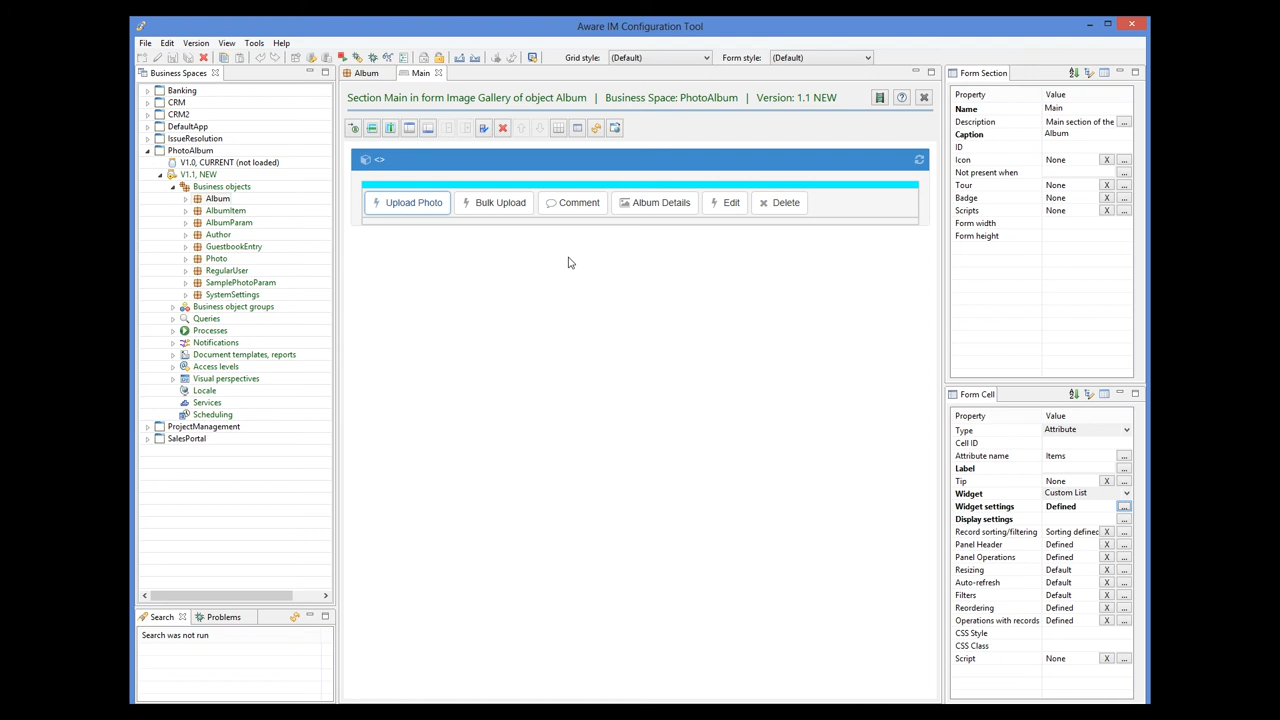 Aware IM Configuration Tool
File Edit Version View Tools Help
Grid style: (Default) Form style: (Default)
Business Spaces
Banking
CRM
CRM2
DefaultApp
IssueResolution
PhotoAlbum
V1.0, CURRENT (not loaded)
V1.1, NEW
Business objects
Album
AlbumItem
AlbumParam
Author
GuestbookEntry
Photo
RegularUser
SamplePhotoParam
SystemSettings
Business object groups
Queries
Processes
Notifications
Document templates, reports
Access levels
Visual perspectives
Locale
Services
Scheduling
ProjectManagement
SalesPortal
Search Problems
Search was not run
Album Main
Section Main in form Image Gallery of object Album | Business Space: PhotoAlbum | Version: 1.1 NEW
<>
Upload Photo Bulk Upload Comment Album Details Edit Delete
Form Section
Property Value
Name Main
Description Main section of the ...
Caption Album
ID
Icon None X ...
Not present when ...
Tour None X ...
Badge None X ...
Scripts None X ...
Form width
Form height
Form Cell
Property Value
Type Attribute
Cell ID
Attribute name Items ...
Label ...
Tip None X ...
Widget Custom List
Widget settings Defined ...
Display settings ...
Record sorting/filtering Sorting definec X ...
Panel Header Defined X ...
Panel Operations Defined X ...
Resizing Default X ...
Auto-refresh Default X ...
Filters Default X ...
Reordering Defined X ...
Operations with records Defined X ...
CSS Style
CSS Class
Script None X ...